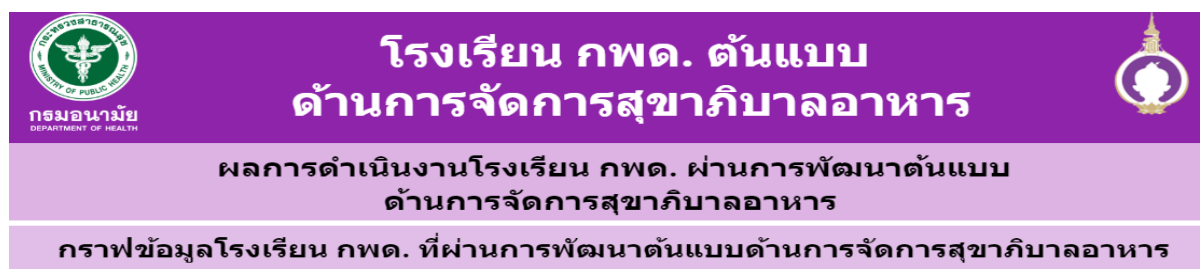 กระทรวงสาธารณสุข
MINISTRY OF PUBLIC HEALTH
กรมอนามัย
DEPARTMENT OF HEALTH
โรงเรียน กพด. ต้นแบบ
ด้านการจัดการสุขาภิบาลอาหาร
ผลการดำเนินงานโรงเรียน กพด. ผ่านการพัฒนาต้นแบบ
ด้านการจัดการสุขาภิบาลอาหาร
กราฟข้อมูลโรงเรียน กพด. ที่ผ่านการพัฒนาต้นแบบด้านการจัดการสุขาภิบาลอาหาร